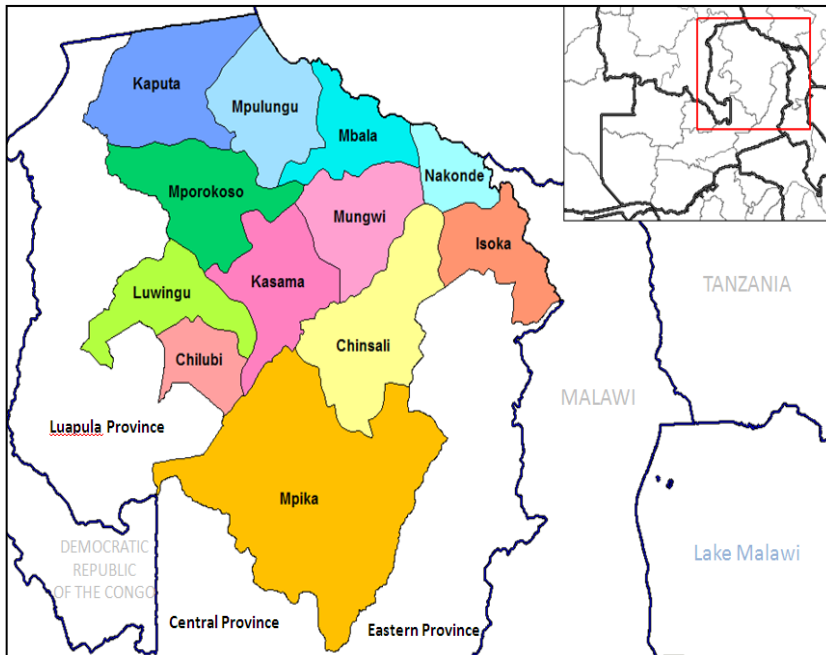 Kaputa
Mpulungu
Mbala
Nakonde
Mporokoso
Mungwi
Isoka
Kasama
Luwingu
Chinsali
Chilubi
TANZANIA
MALAWI
Luapula Province
Mpika
DEMOCRATIC
REPUBLIC
OF THE CONGO
Lake Malawi
Central Province
Eastern Province